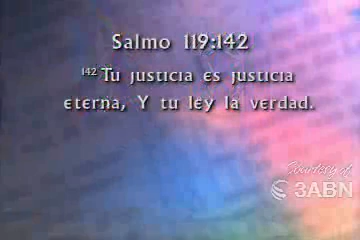 Salmo 119:142
142 Tu justicia es justicia
eterna, Y tu ley la verdad.
Courtesy of
3ABN